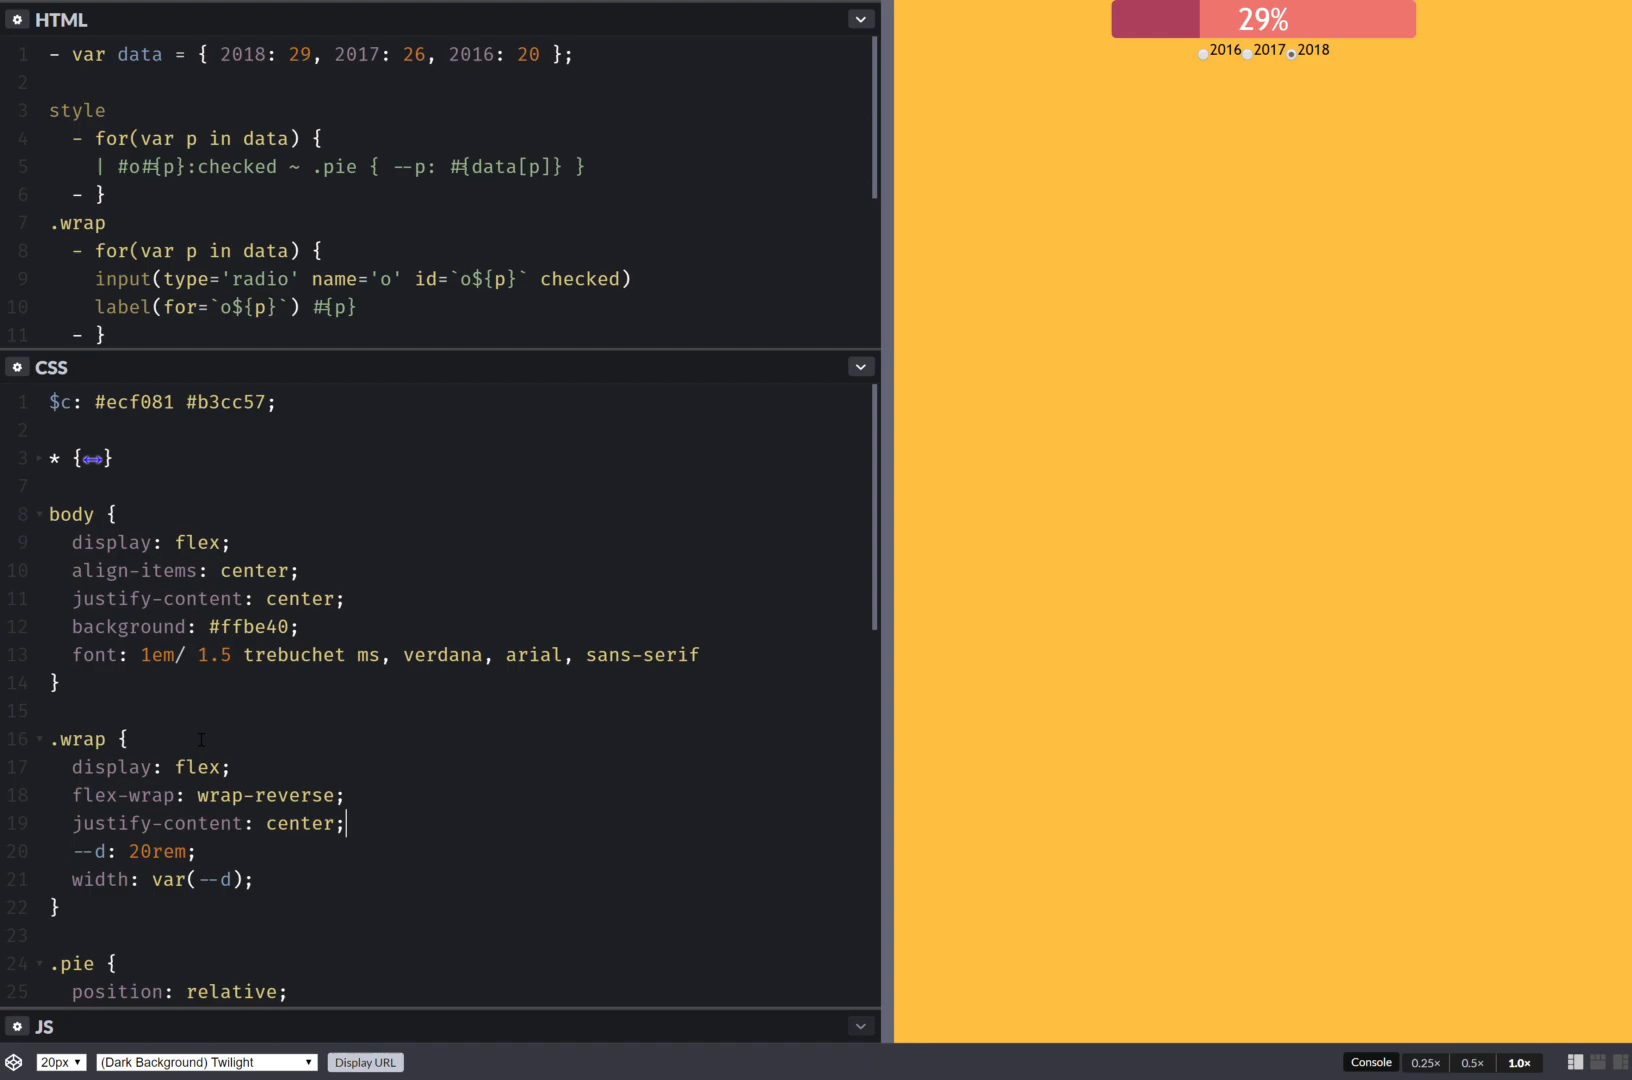 HTML
1 - var data = { 2018: 29, 2017: 26, 2016: 20 };
2
3 style
4 - for(var p in data) {
5 | #o#{p}:checked ~ .pie { --p: #{data[p]} }
6 - }
7 .wrap
8 - for(var p in data) {
9 input(type='radio' name='o' id=`o${p}` checked)
10 label(for=`o${p}`) #{p}
11 - }
CSS
1 $c: #ecf081 #b3cc57;
2
3 * {↔}
7
8 body {
9 display: flex;
10 align-items: center;
11 justify-content: center;
12 background: #ffbe40;
13 font: 1em/ 1.5 trebuchet ms, verdana, arial, sans-serif
14 }
15
16 .wrap {
17 display: flex;
18 flex-wrap: wrap-reverse;
19 justify-content: center;
20 --d: 20rem;
21 width: var(--d);
22 }
23
24 .pie {
25 position: relative;
JS
20px (Dark Background) Twilight Display URL
29%
2016 2017 2018
Console 0.25× 0.5× 1.0×